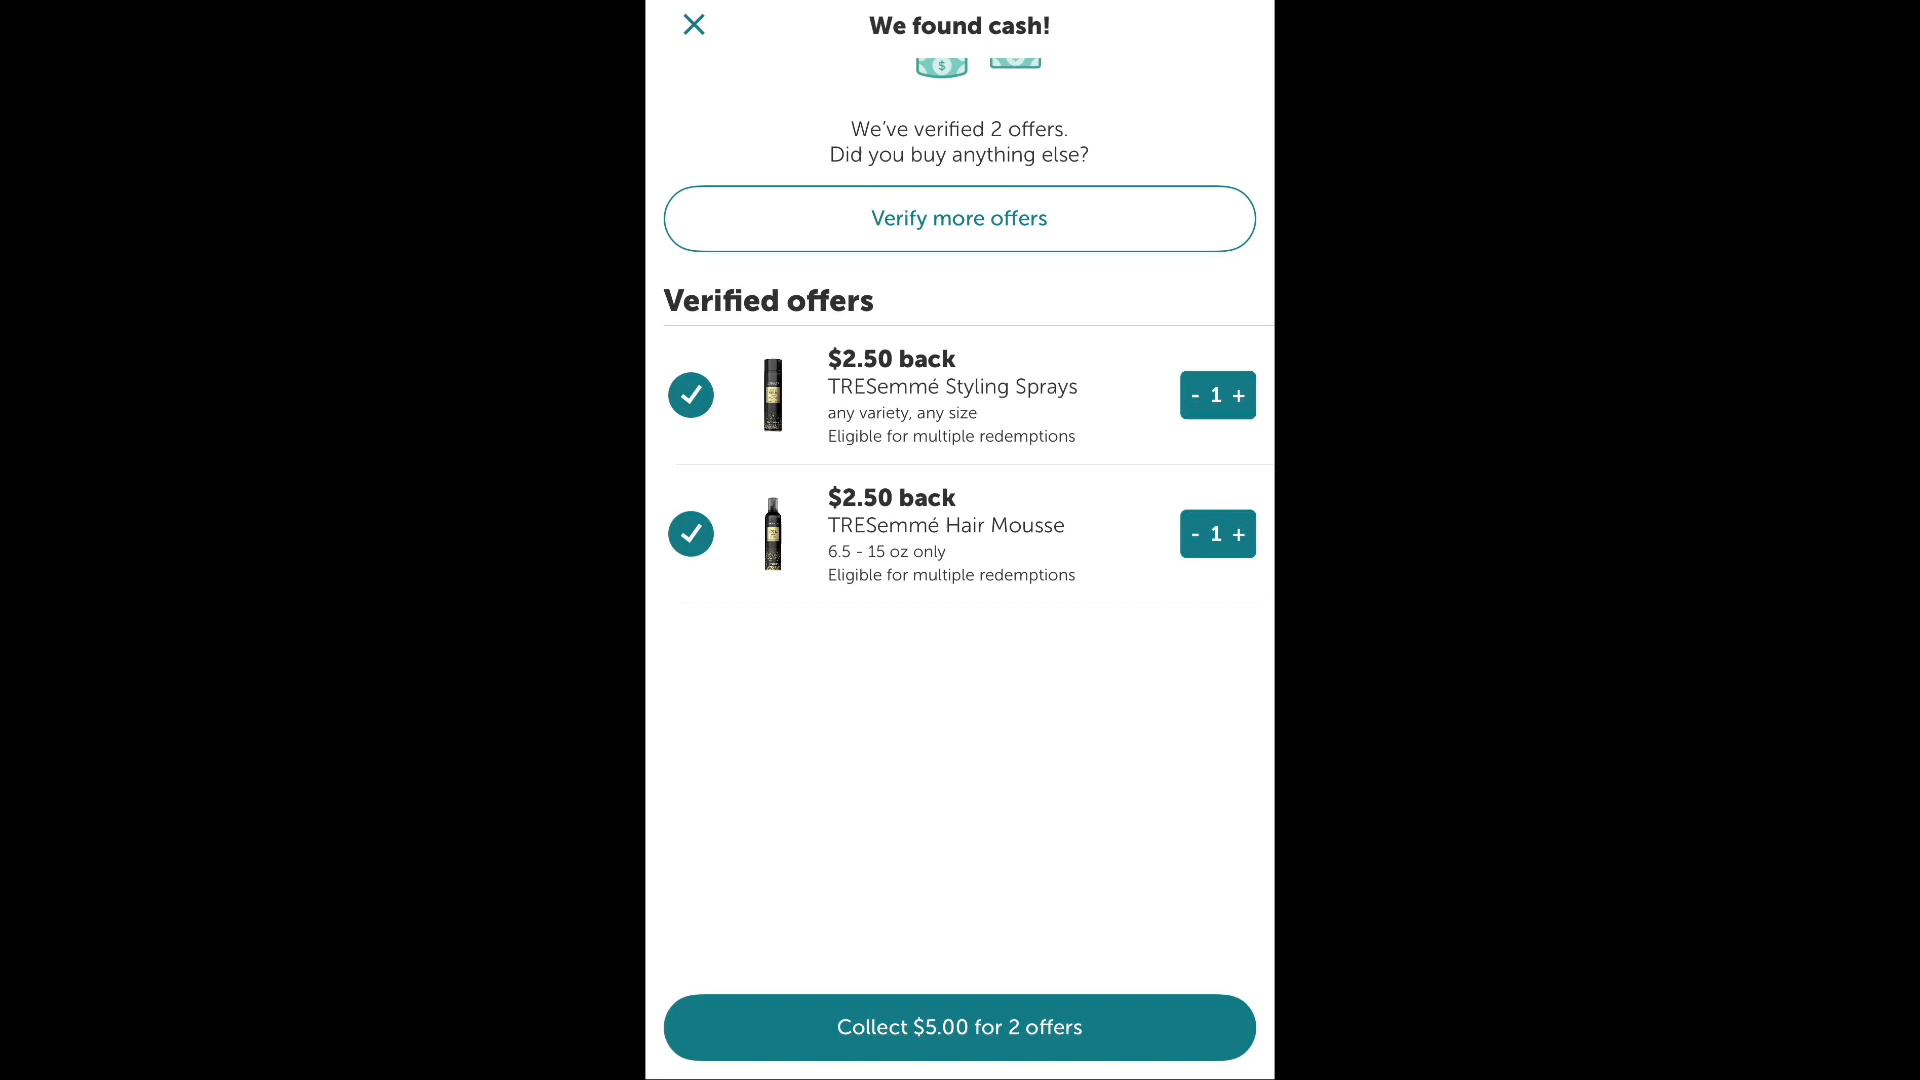 We found cash!
$
We've verified 2 offers.
Did you buy anything else?
Verify more offers
Verified offers
$2.50 back
TRESemmé Styling Sprays
any variety, any size
Eligible for multiple redemptions
- 1 +
$2.50 back
TRESemmé Hair Mousse
6.5 - 15 oz only
Eligible for multiple redemptions
- 1 +
Collect $5.00 for 2 offers